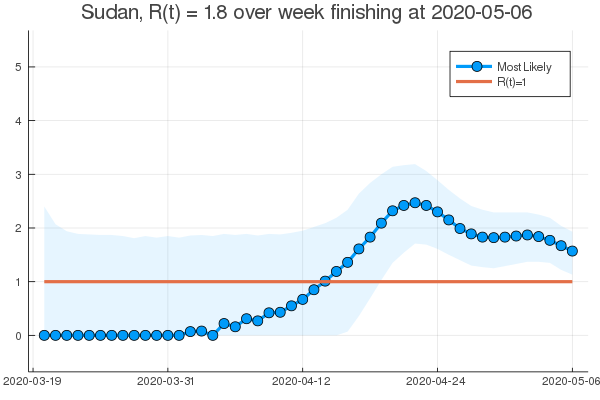 Sudan, R(t) = 1.8 over week finishing at 2020-05-06
5
Most Likely
R(t)=1
4
3
2
1
0
2020-03-19 2020-03-31 2020-04-12 2020-04-24 2020-05-06